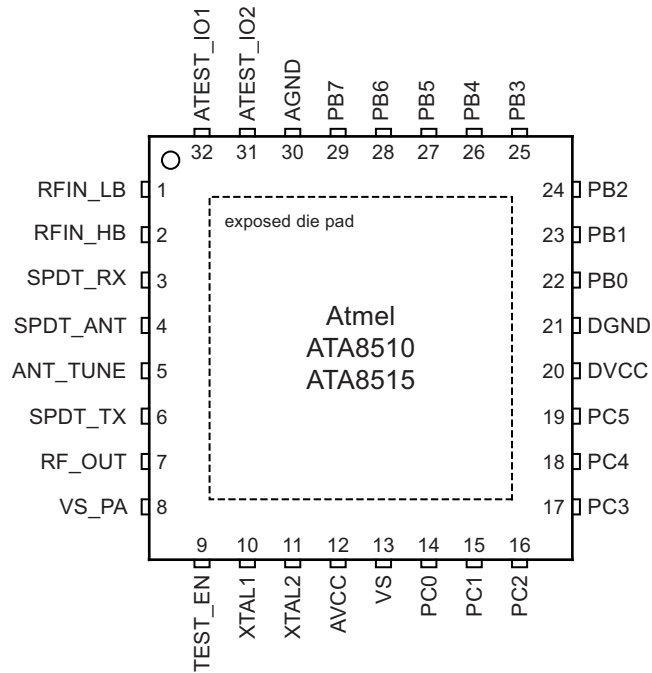 ATEST_IO1
ATEST_IO2
AGND
PB7
PB6
PB5
PB4
PB3
32 31 30 29 28 27 26 25
RFIN_LB 1
RFIN_HB 2
SPDT_RX 3
SPDT_ANT 4
ANT_TUNE 5
SPDT_TX 6
RF_OUT 7
VS_PA 8
exposed die pad
Atmel
ATA8510
ATA8515
24 PB2
23 PB1
22 PB0
21 DGND
20 DVCC
19 PC5
18 PC4
17 PC3
9 10 11 12 13 14 15 16
TEST_EN
XTAL1
XTAL2
AVCC
VS
PC0
PC1
PC2